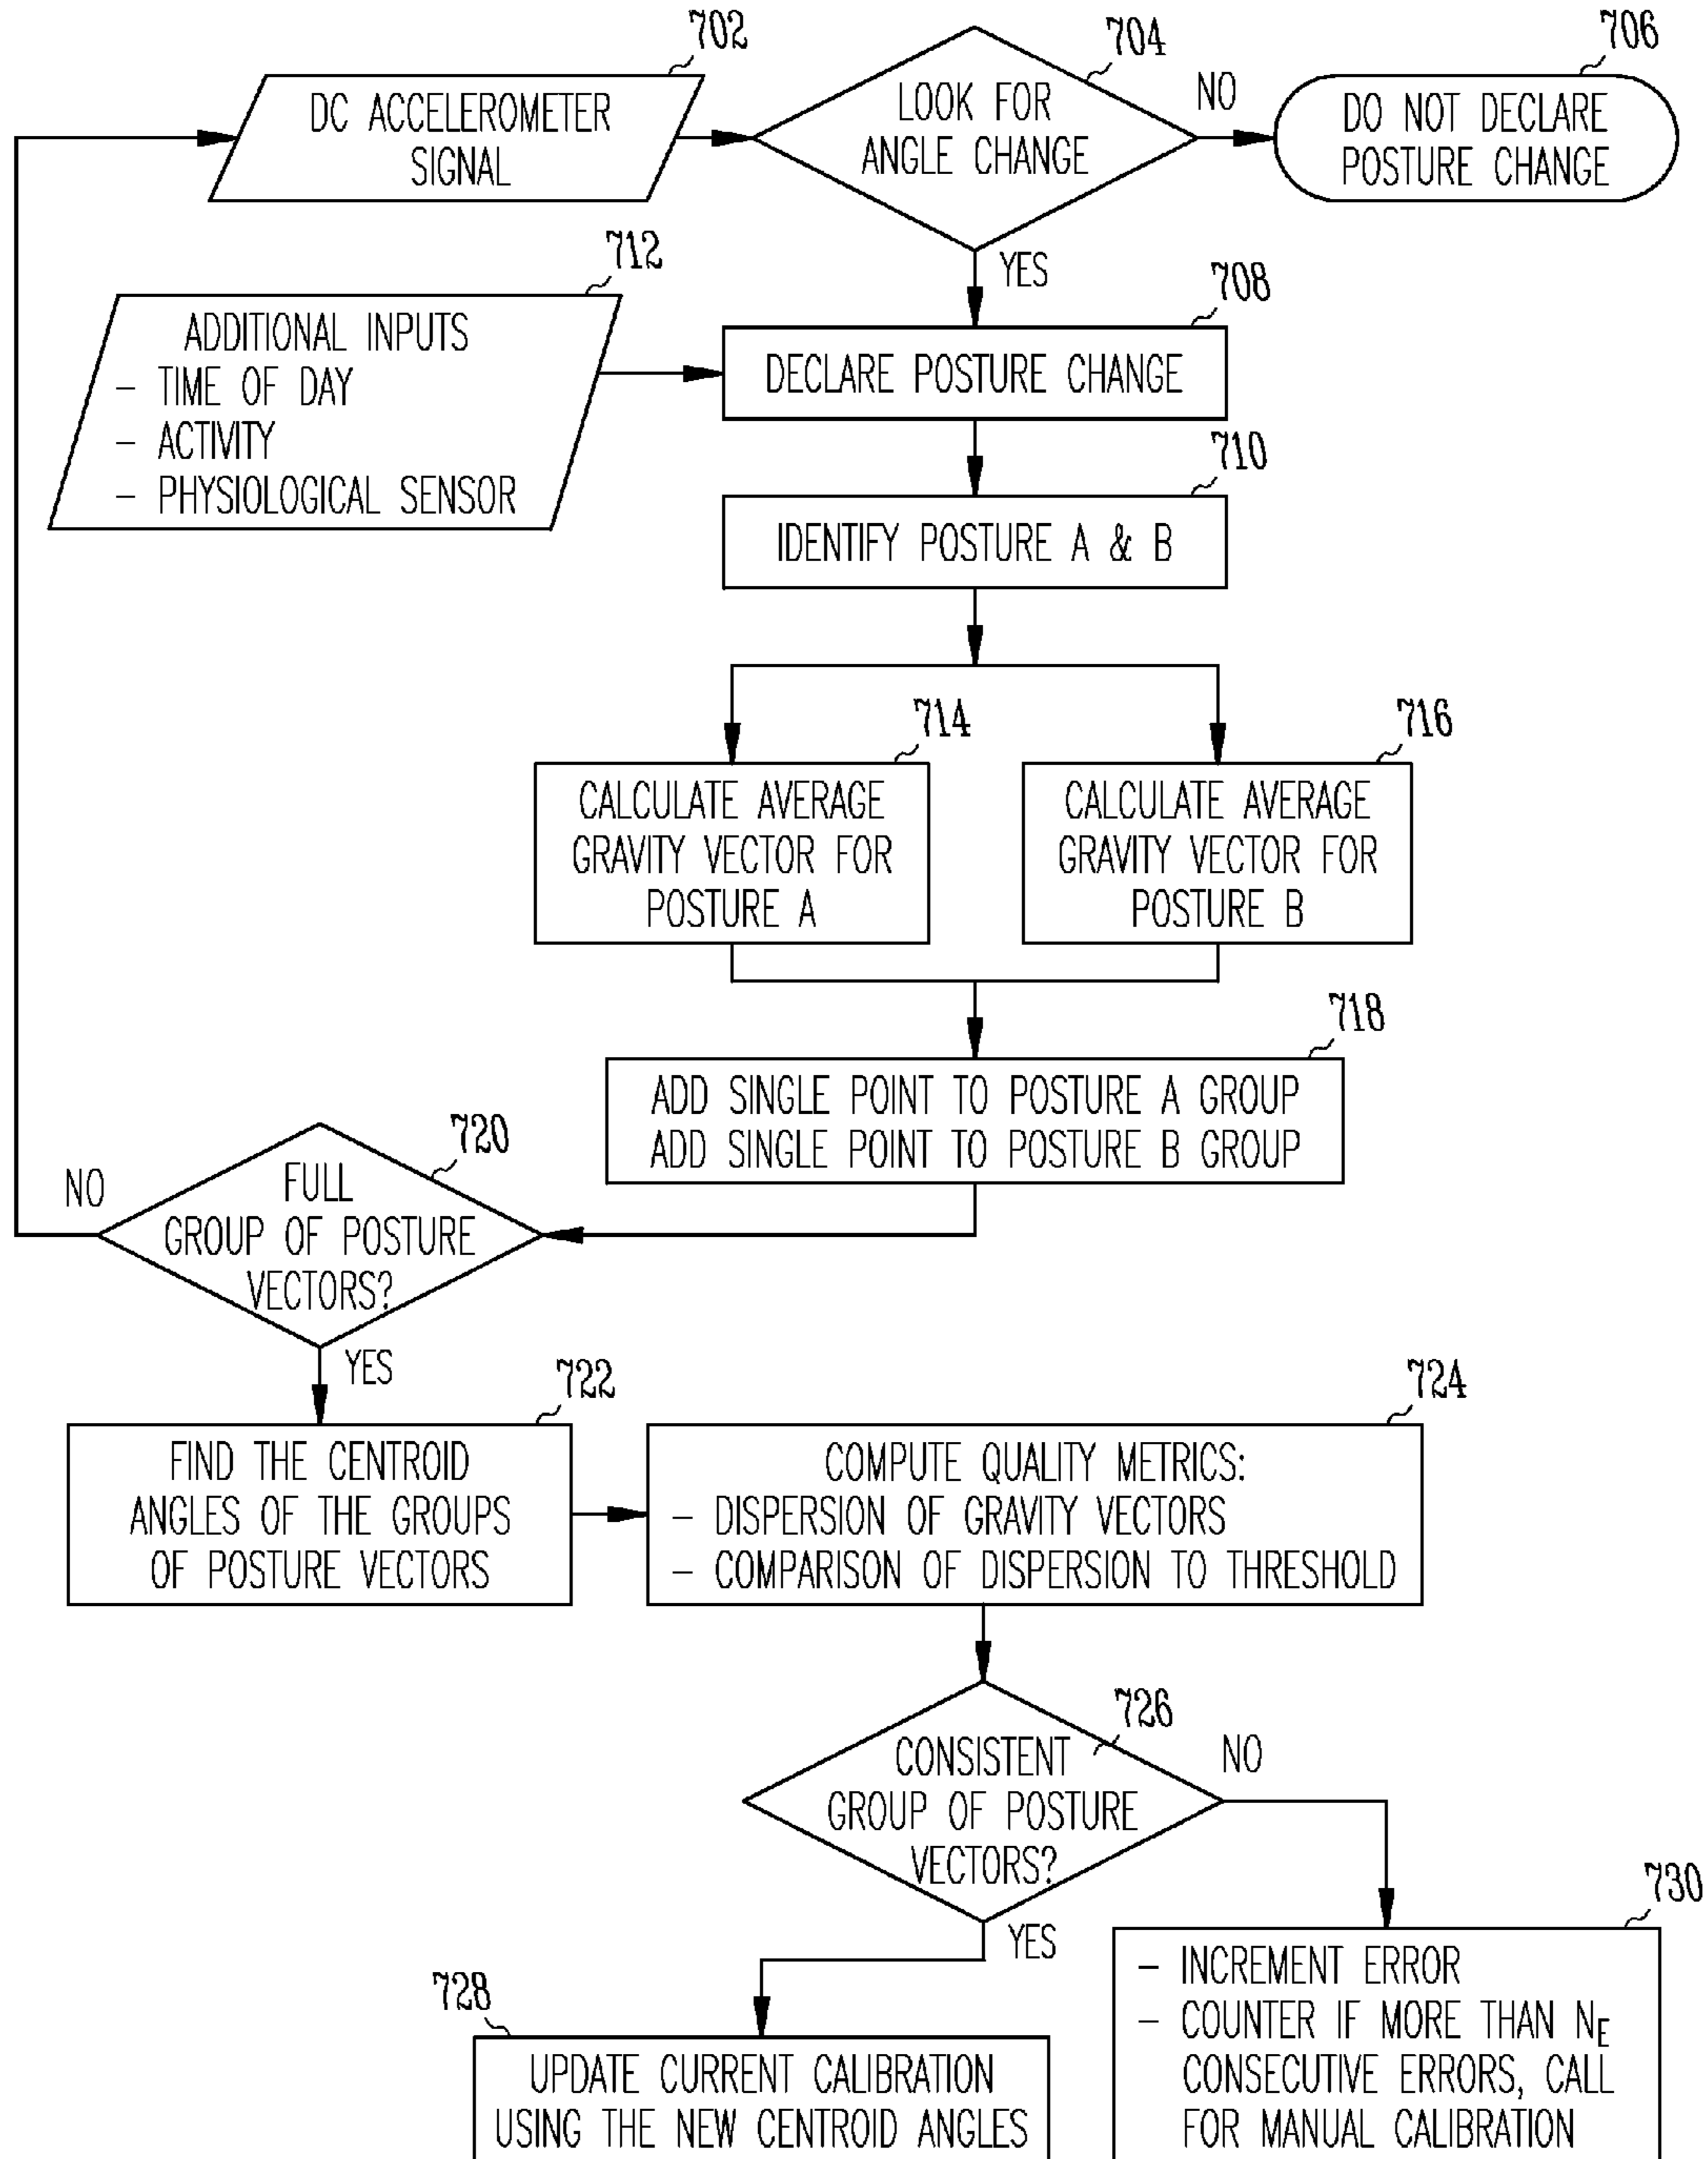 702
DC ACCELEROMETER
SIGNAL
704
LOOK FOR
ANGLE CHANGE
NO
706
DO NOT DECLARE
POSTURE CHANGE
YES
712
ADDITIONAL INPUTS
– TIME OF DAY
– ACTIVITY
– PHYSIOLOGICAL SENSOR
708
DECLARE POSTURE CHANGE
710
IDENTIFY POSTURE A & B
714
CALCULATE AVERAGE
GRAVITY VECTOR FOR
POSTURE A
716
CALCULATE AVERAGE
GRAVITY VECTOR FOR
POSTURE B
718
ADD SINGLE POINT TO POSTURE A GROUP
ADD SINGLE POINT TO POSTURE B GROUP
720
NO
FULL
GROUP OF POSTURE
VECTORS?
YES
722
FIND THE CENTROID
ANGLES OF THE GROUPS
OF POSTURE VECTORS
724
COMPUTE QUALITY METRICS:
– DISPERSION OF GRAVITY VECTORS
– COMPARISON OF DISPERSION TO THRESHOLD
726
CONSISTENT
GROUP OF POSTURE
VECTORS?
NO
YES
728
UPDATE CURRENT CALIBRATION
USING THE NEW CENTROID ANGLES
730
– INCREMENT ERROR
– COUNTER IF MORE THAN NE
CONSECUTIVE ERRORS, CALL
FOR MANUAL CALIBRATION